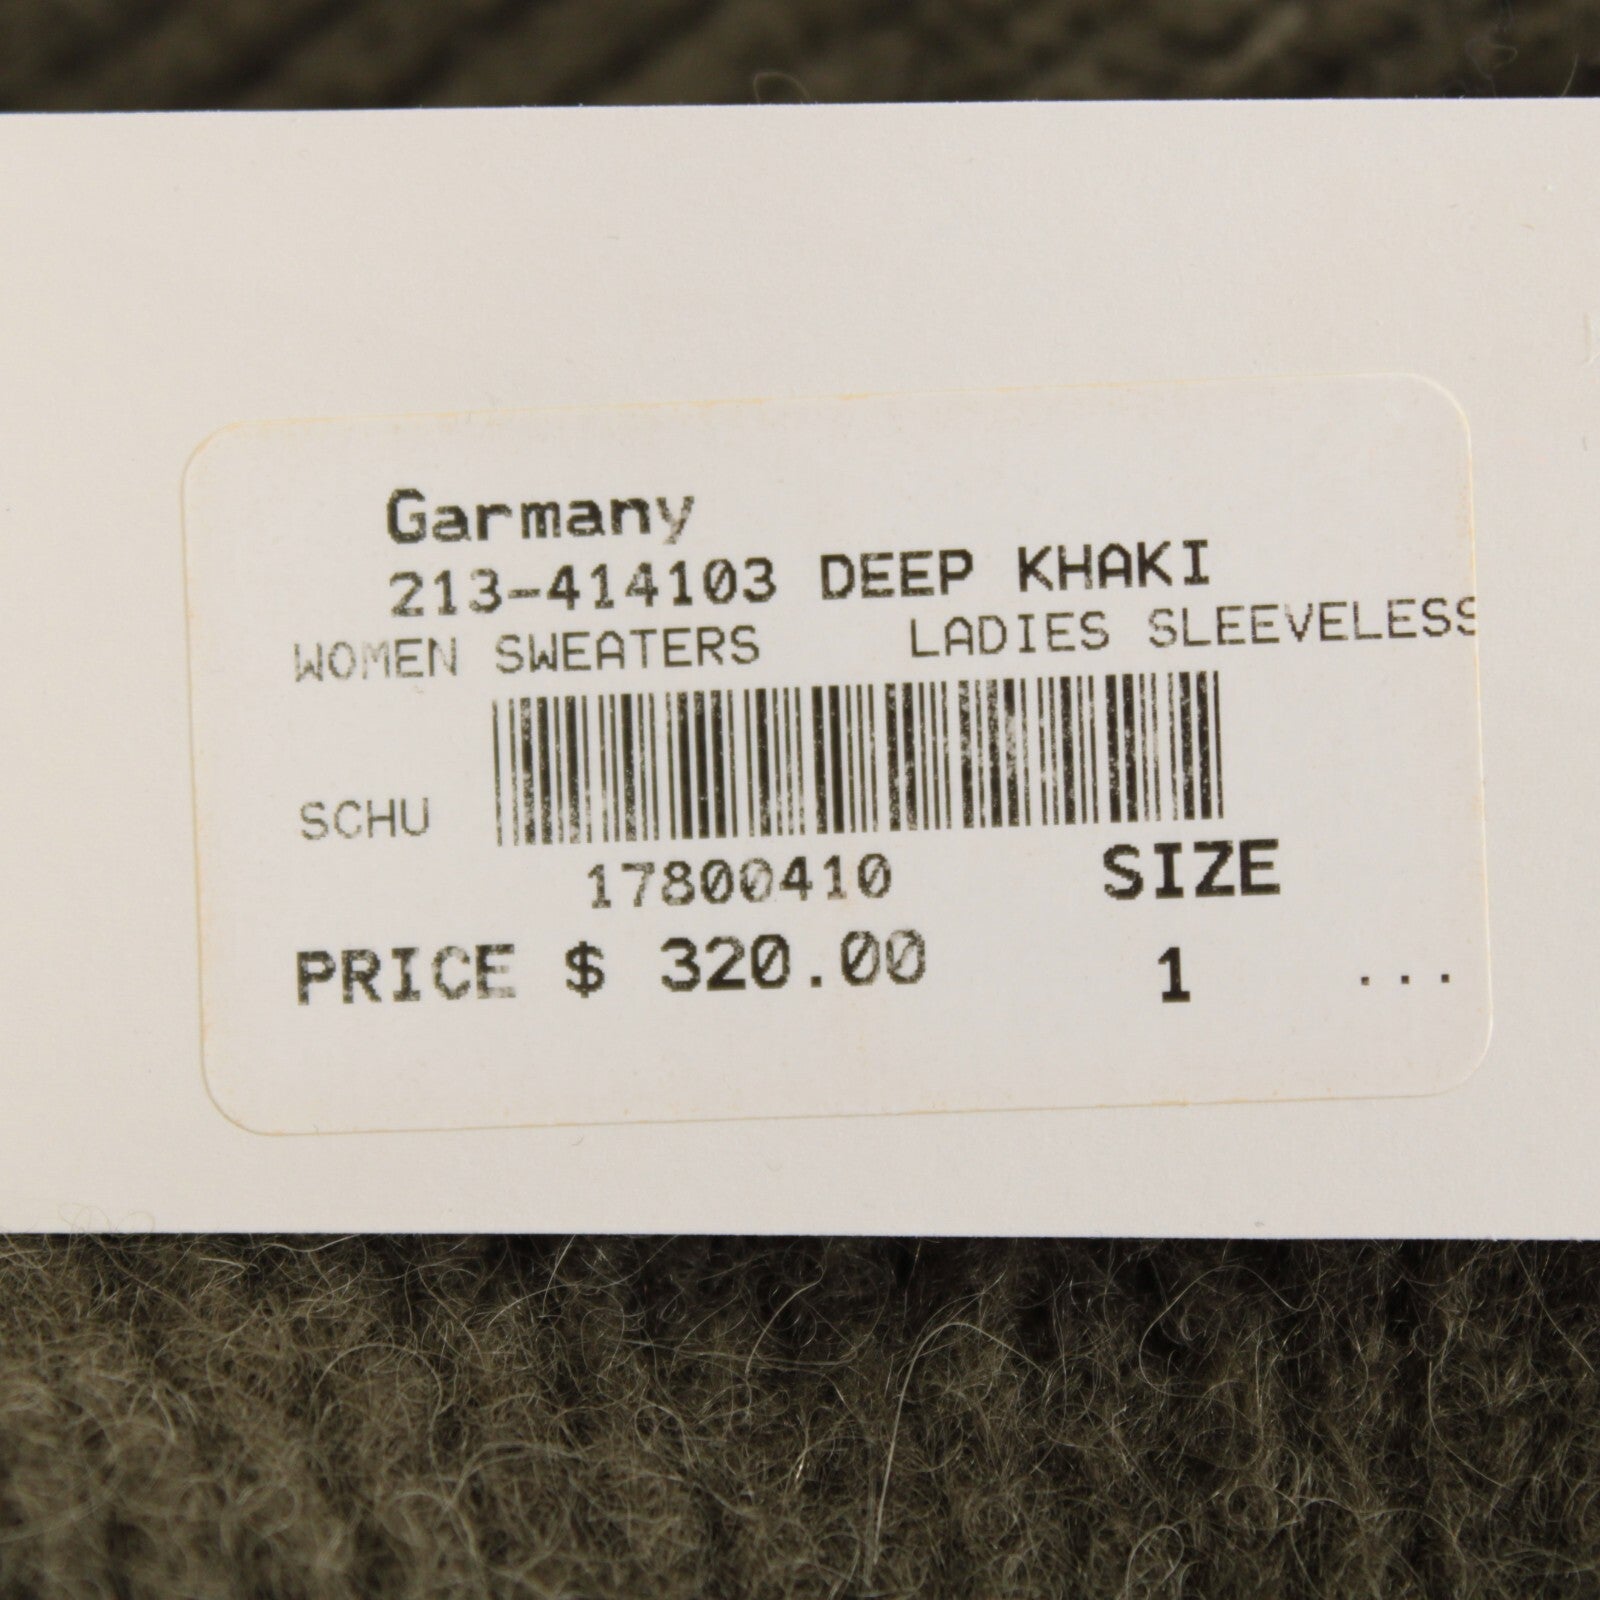 Garmany
213-414103 DEEP KHAKI
WOMEN SWEATERS LADIES SLEEVELESS
SCHU
17800410
SIZE
PRICE $ 320.00 1 ...